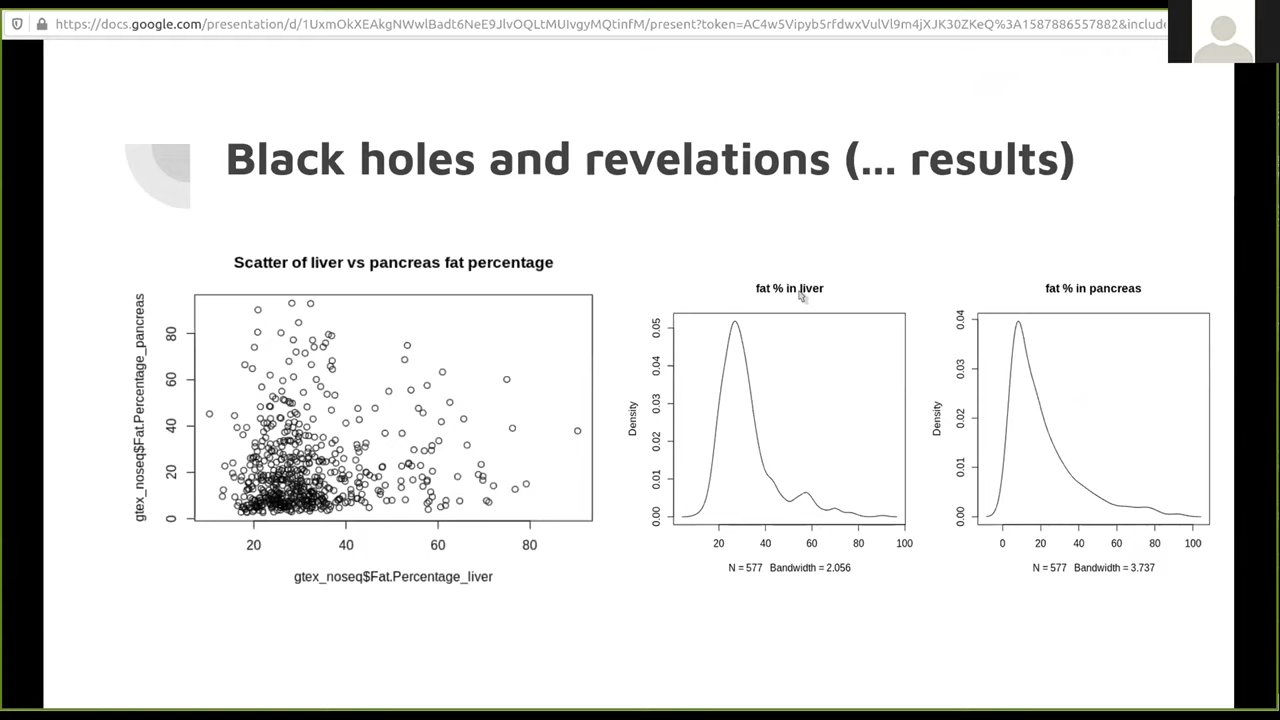 https://docs.google.com/presentation/d/1UxmOkXEAkgNWwlBadt6NeE9JlvOQLtMUIvgyMQtinfM/present?token=AC4w5Vipyb5rfdwxVulVl9m4jXJK30ZKeQ%3A1587886557882&include
Black holes and revelations (... results)
Scatter of liver vs pancreas fat percentage
gtex_noseq$Fat.Percentage_pancreas
0 20 40 60 80
20 40 60 80
gtex_noseq$Fat.Percentage_liver
fat % in liver
Density
0.00 0.01 0.02 0.03 0.04 0.05
20 40 60 80 100
N = 577 Bandwidth = 2.056
fat % in pancreas
Density
0.00 0.01 0.02 0.03 0.04
0 20 40 60 80 100
N = 577 Bandwidth = 3.737